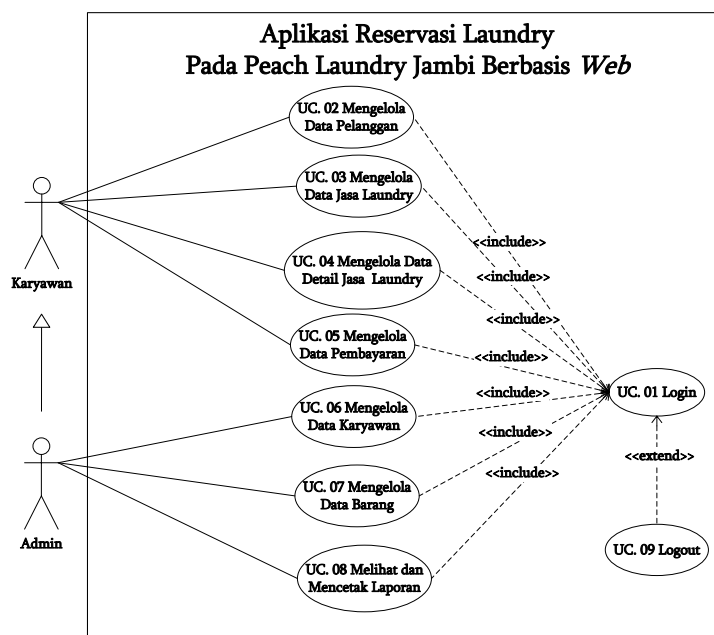 Aplikasi Reservasi Laundry
Pada Peach Laundry Jambi Berbasis Web
UC. 02 Mengelola
Data Pelanggan
UC. 03 Mengelola
Data Jasa Laundry
<<include>>
UC. 04 Mengelola Data
Detail Jasa Laundry
<<include>>
Karyawan
<<include>>
UC. 05 Mengelola
Data Pembayaran
<<include>>
UC. 01 Login
UC. 06 Mengelola
Data Karyawan
<<include>>
<<include>>
<<extend>>
UC. 07 Mengelola
Data Barang
<<include>>
Admin
UC. 09 Logout
UC. 08 Melihat dan
Mencetak Laporan